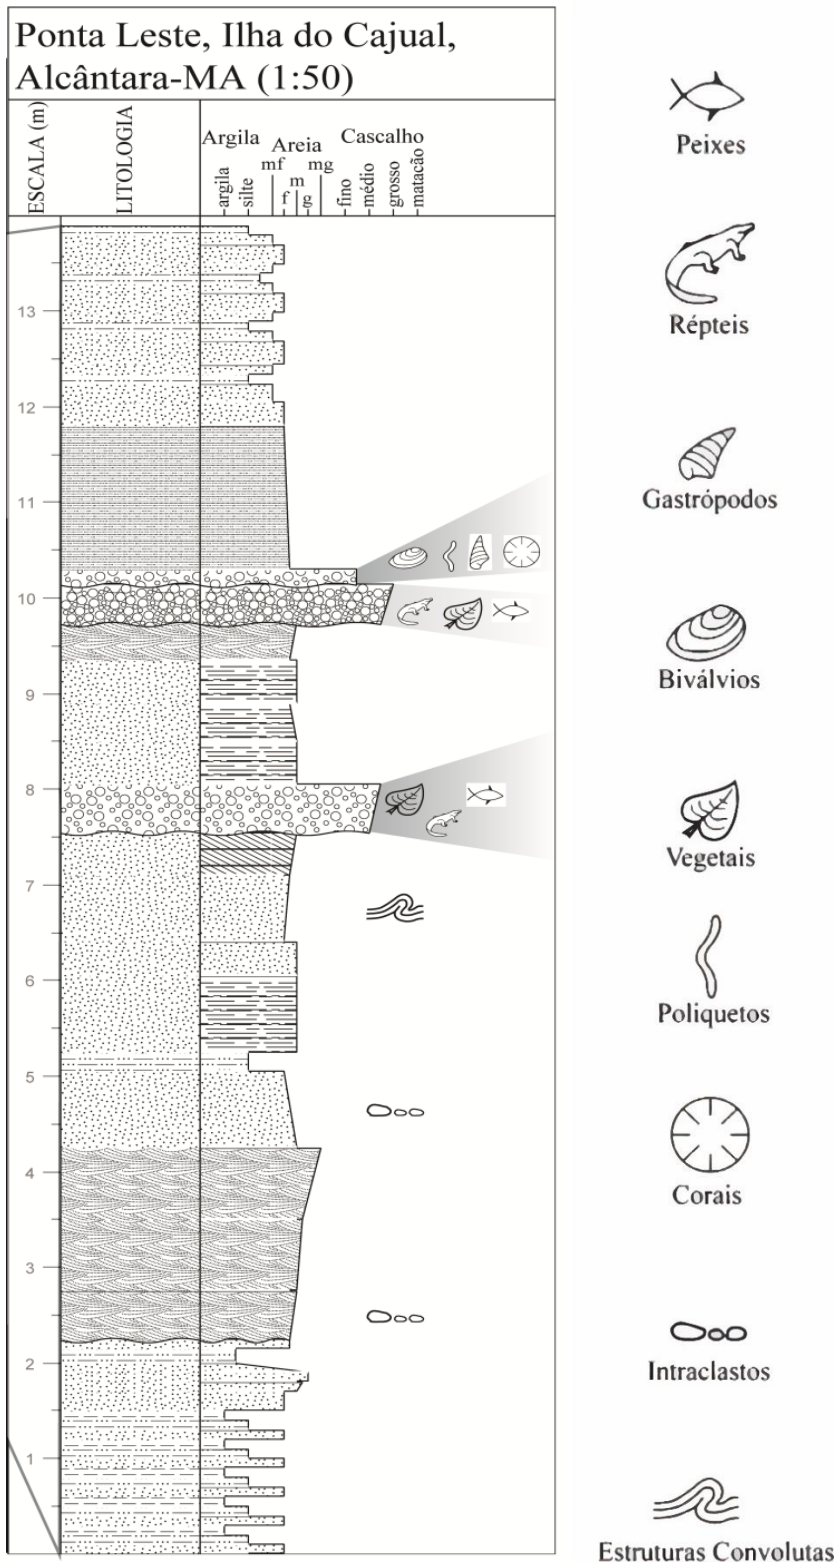 Ponta Leste, Ilha do Cajual,
Alcântara-MA (1:50)
ESCALA (m)
LITOLOGIA
Argila
Areia
Cascalho
argila
silte
mf
f
m
g
mg
fino
médio
grosso
matacão
13
12
11
10
9
8
7
6
5
4
3
2
1
Peixes
Répteis
Gastrópodos
Biválvios
Vegetais
Poliquetos
Corais
Intraclastos
Estruturas Convolutas